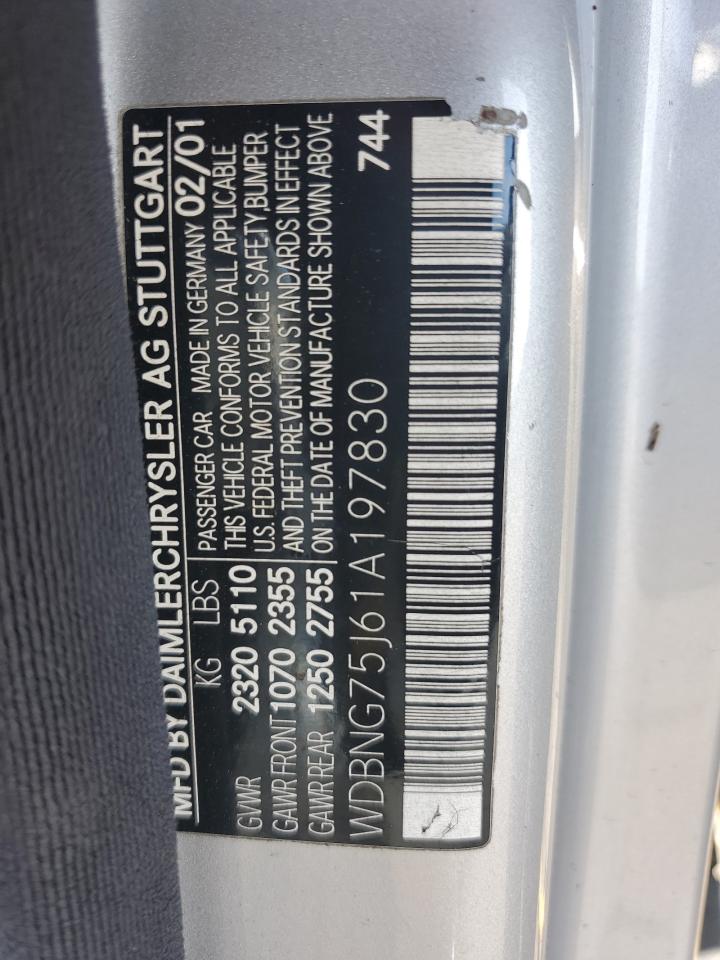 MFD BY DAIMLERCHRYSLER AG STUTTGART
KG LBS PASSENGER CAR MADE IN GERMANY 02/01
GVWR 2320 5110 THIS VEHICLE CONFORMS TO ALL APPLICABLE
U.S. FEDERAL MOTOR VEHICLE SAFETY,BUMPER
GAWR FRONT 1070 2355 AND THEFT PREVENTION STANDARDS IN EFFECT
GAWR REAR 1250 2755 ON THE DATE OF MANUFACTURE SHOWN ABOVE
WDBNG75J61A197830 744